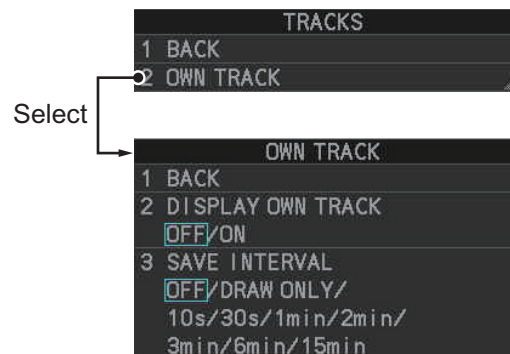 TRACKS
1 BACK
2 OWN TRACK
Select
OWN TRACK
1 BACK
2 DISPLAY OWN TRACK
OFF/ON
3 SAVE INTERVAL
OFF/DRAW ONLY/
10s/30s/1min/2min/
3min/6min/15min